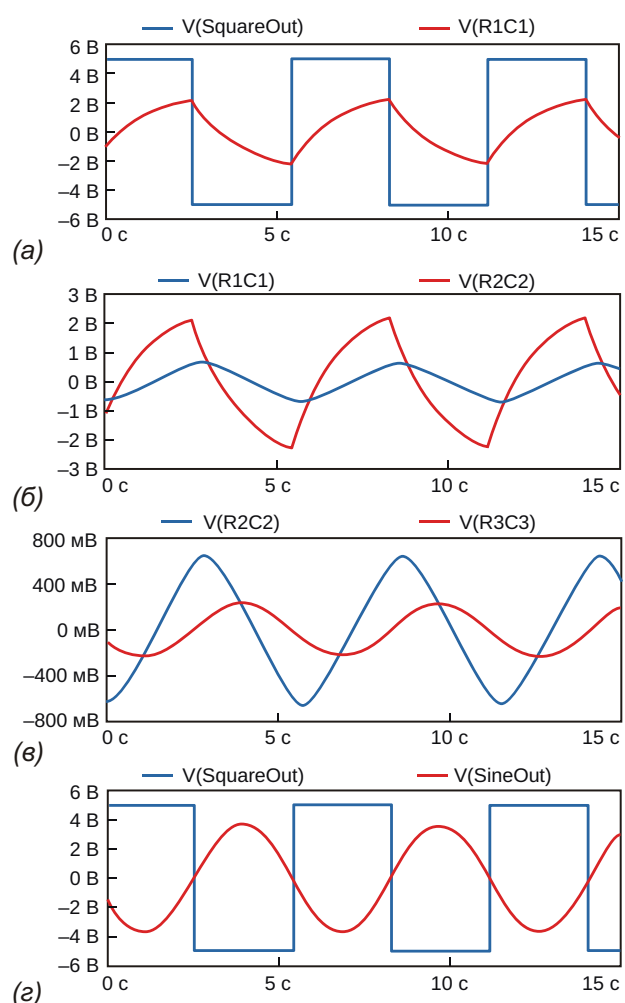 V(SquareOut) V(R1C1)
6 В
4 В
2 В
0 В
–2 В
–4 В
–6 В
0 с 5 с 10 с 15 с
(а)
V(R1C1) V(R2C2)
3 В
2 В
1 В
0 В
–1 В
–2 В
–3 В
0 с 5 с 10 с 15 с
(б)
V(R2C2) V(R3C3)
800 мВ
400 мВ
0 мВ
–400 мВ
–800 мВ
0 с 5 с 10 с 15 с
(в)
V(SquareOut) V(SineOut)
6 В
4 В
2 В
0 В
–2 В
–4 В
–6 В
0 с 5 с 10 с 15 с
(г)